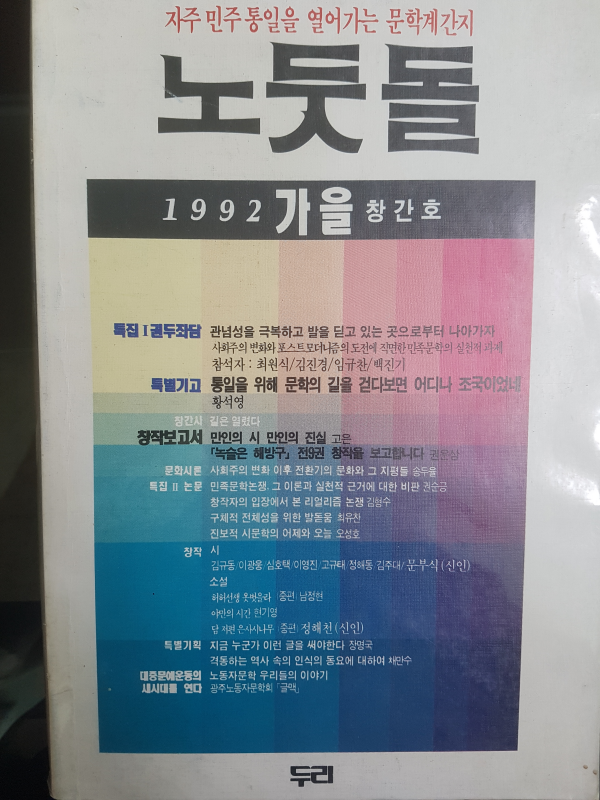 자주 민주 통일을 열어가는 문학계간지
노둣돌
1992 가을 창간호
특집 I 권두좌담 관념성을 극복하고 발을 딛고 있는 곳으로부터 나아가자
사회주의 변화와 포스트모더니즘의 도전에 직면한 민족문학의 실천적 과제
참석자 : 최원식/김진경/임규찬/백진기
특별기고 통일을 위해 문학의 길을 걷다보면 어디나 조국이었네
황석영
창간시 길은 열렸다
창작보고서 만인의 시 만인의 진실 고은
「녹슬은 해방구」 전9권 창작을 보고합니다 권운상
문화시론 사회주의 변화 이후 전환기의 문화와 그 지평들 송두율
특집 II 논문 민족문학논쟁, 그 이론과 실천적 근거에 대한 비판 권순긍
창작자의 입장에서 본 리얼리즘 논쟁 김형수
구체적 전체성을 위한 발돋움 최유찬
진보적 시문학의 어제와 오늘 오성호
창작 시
김규동/이광웅/심호택/이영진/고규태/정해동/김주대/문부식(신인)
소설
허허선생 옷벗을라 |중편| 남정현
야만의 시간 현기영
담 저편 은사시나무 |중편| 정해천(신인)
특별기획 지금 누군가 이런 글을 써야한다 장명국
격동하는 역사 속의 인식의 동요에 대하여 채만수
대중문예운동의 노동자문학 우리들의 이야기
새시대를 연다 광주노동자문학회 「글맥」
두리